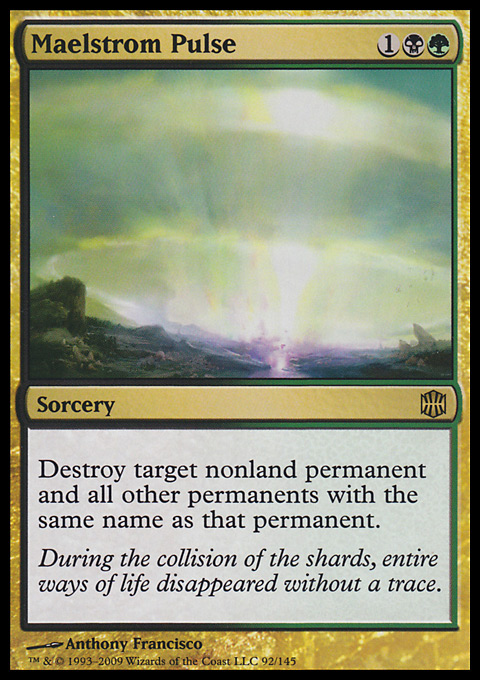 Maelstrom Pulse 1
Sorcery
Destroy target nonland permanent
and all other permanents with the
same name as that permanent.
During the collision of the shards, entire
ways of life disappeared without a trace.
Anthony Francisco
™ & © 1993–2009 Wizards of the Coast LLC 92/145